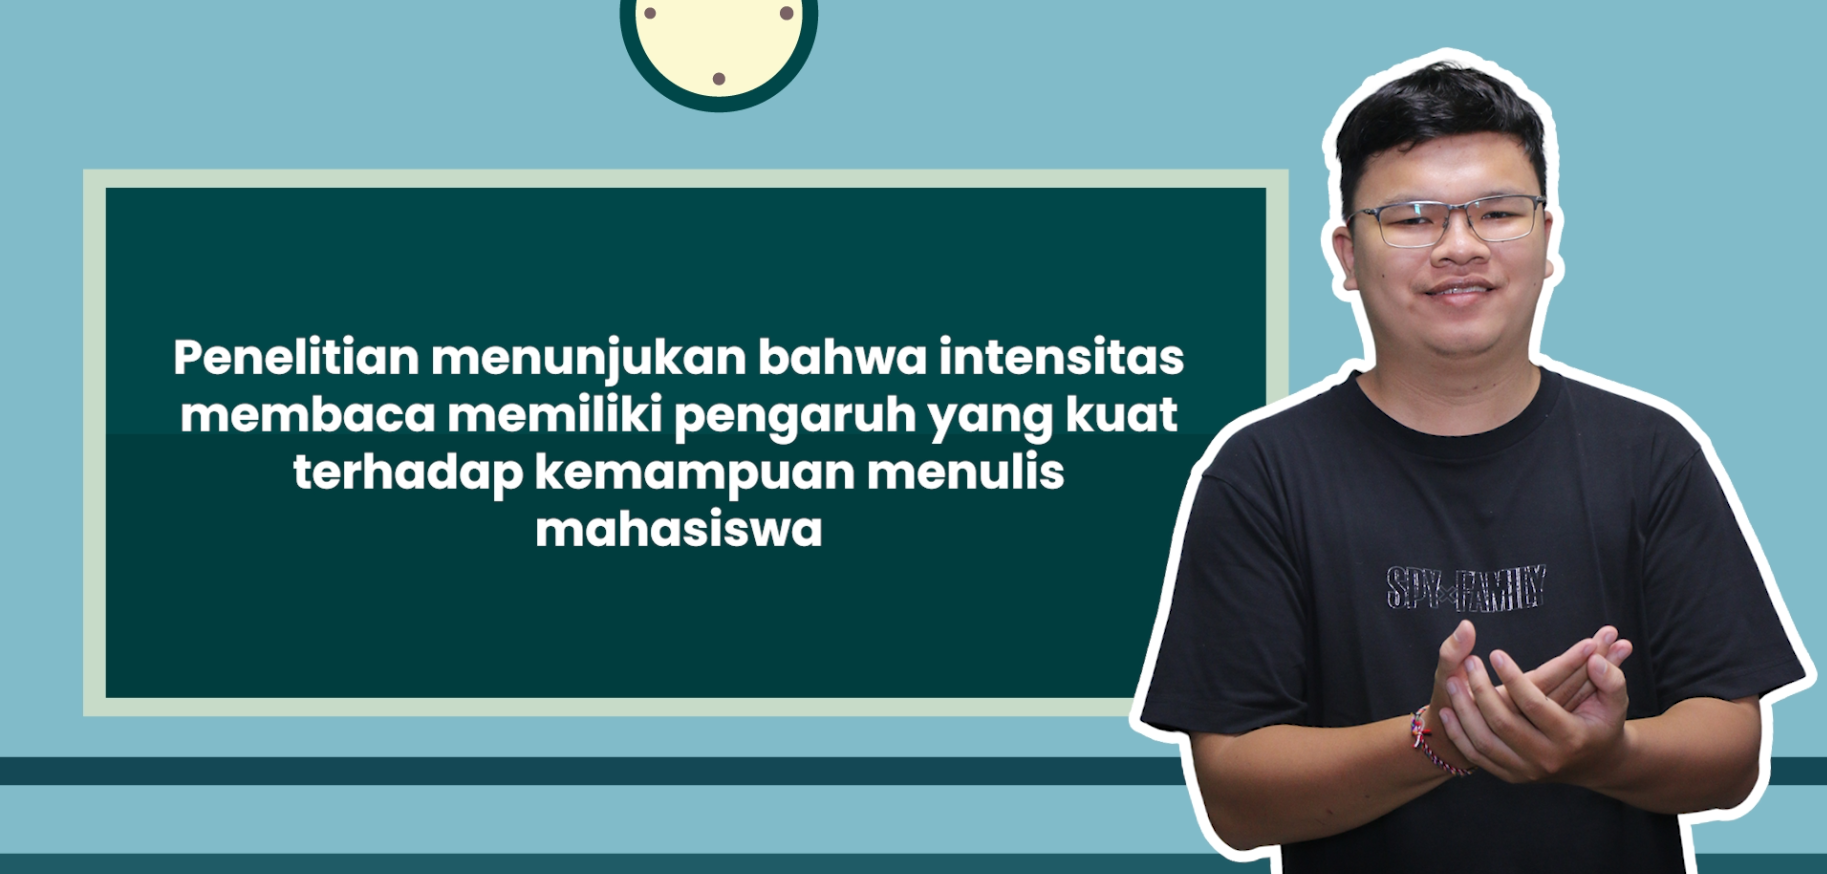 Penelitian menunjukan bahwa intensitas
membaca memiliki pengaruh yang kuat
terhadap kemampuan menulis
mahasiswa
SPY×FAMILY